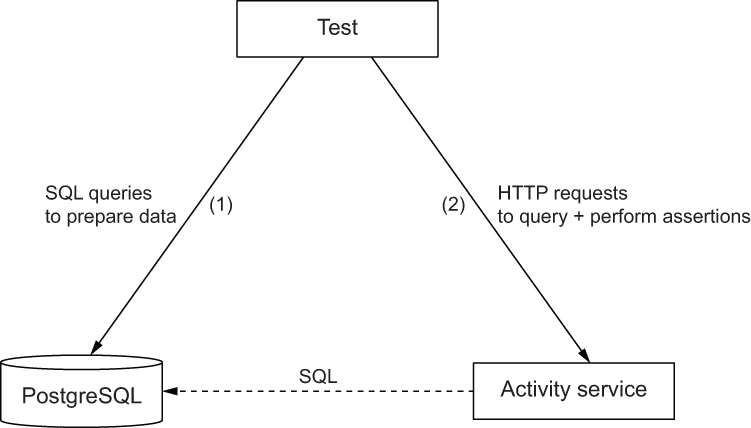 Test
SQL queries
to prepare data
(1)
(2)
HTTP requests
to query + perform assertions
SQL
PostgreSQL
Activity service